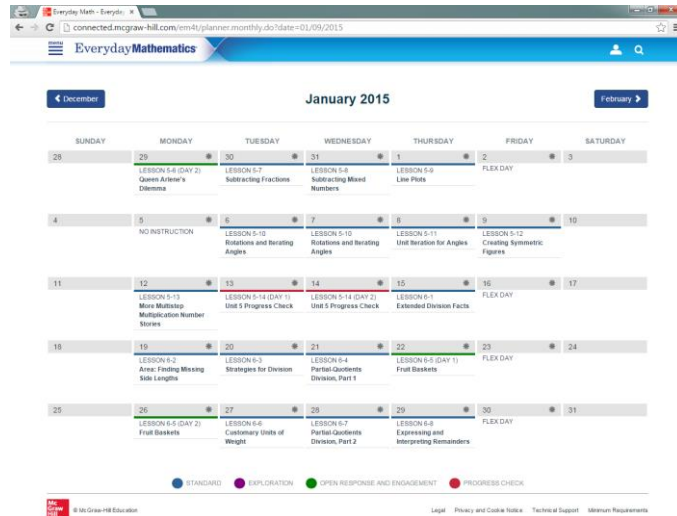 Everyday Math - Everyday
connected.mcgraw-hill.com/em4t/planner.monthly.do?date=01/09/2015
Everyday Mathematics
December
January 2015
February
SUNDAY MONDAY TUESDAY WEDNESDAY THURSDAY FRIDAY SATURDAY
28 29 30 31 1 2 3
LESSON 5-6 (DAY 2)
Queen Arlene's
Dilemma
LESSON 5-7
Subtracting Fractions
LESSON 5-8
Subtracting Mixed
Numbers
LESSON 5-9
Line Plots
FLEX DAY
4 5 6 7 8 9 10
NO INSTRUCTION
LESSON 5-10
Rotations and Iterating
Angles
LESSON 5-10
Rotations and Iterating
Angles
LESSON 5-11
Unit Iteration for Angles
LESSON 5-12
Creating Symmetric
Figures
11 12 13 14 15 16 17
LESSON 5-13
More Multistep
Multiplication Number
Stories
LESSON 5-14 (DAY 1)
Unit 5 Progress Check
LESSON 5-14 (DAY 2)
Unit 5 Progress Check
LESSON 6-1
Extended Division Facts
FLEX DAY
18 19 20 21 22 23 24
LESSON 6-2
Area: Finding Missing
Side Lengths
LESSON 6-3
Strategies for Division
LESSON 6-4
Partial-Quotients
Division, Part 1
LESSON 6-5 (DAY 1)
Fruit Baskets
FLEX DAY
25 26 27 28 29 30 31
LESSON 6-5 (DAY 2)
Fruit Baskets
LESSON 6-6
Customary Units of
Weight
LESSON 6-7
Partial-Quotients
Division, Part 2
LESSON 6-8
Expressing and
Interpreting Remainders
FLEX DAY
STANDARD EXPLORATION OPEN RESPONSE AND ENGAGEMENT PROGRESS CHECK
Mc
Graw
Hill
© McGraw-Hill Education
Legal Privacy and Cookie Notice Technical Support Minimum Requirements